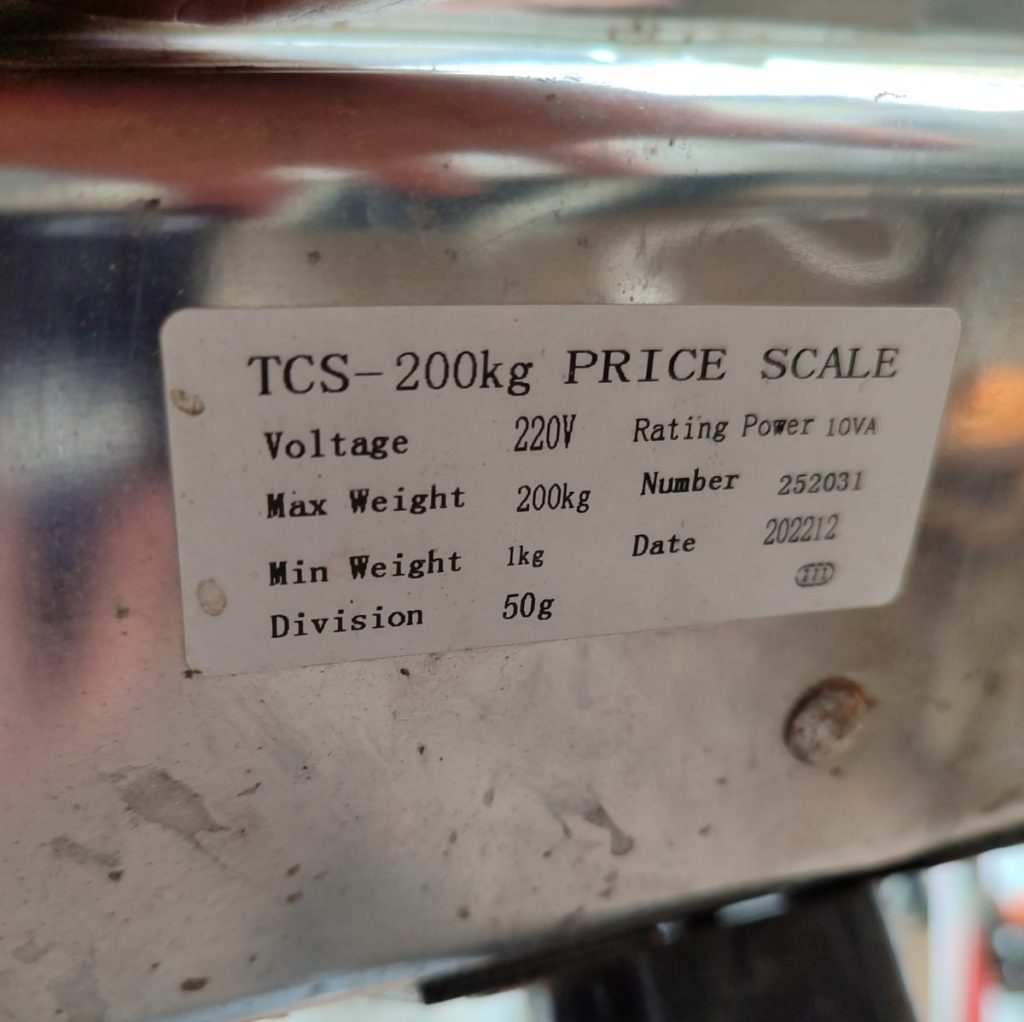 TCS-200kg PRICE SCALE
Voltage 220V Rating Power 10VA
Max Weight 200kg Number 252031
Min Weight 1kg Date 202212
Division 50g III